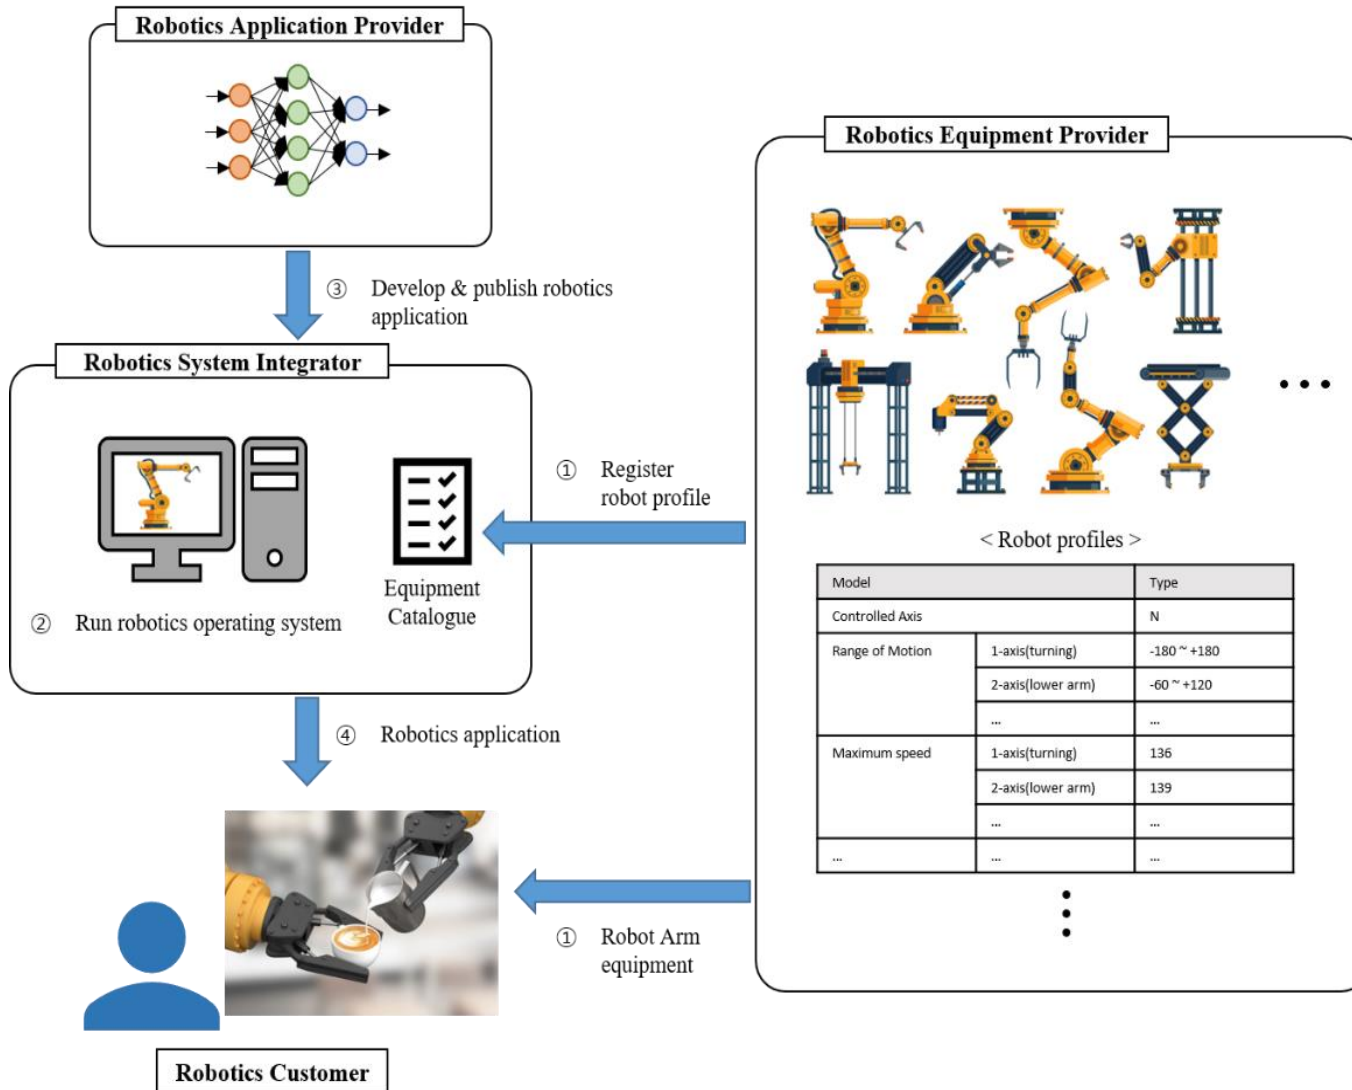 Robotics Application Provider
③ Develop & publish robotics
application
Robotics System Integrator
Equipment
Catalogue
② Run robotics operating system
① Register
robot profile
④ Robotics application
Robotics Equipment Provider
< Robot profiles >
Model Type
Controlled Axis N
Range of Motion 1-axis(turning) -180 ~ +180
2-axis(lower arm) -60 ~ +120
... ...
Maximum speed 1-axis(turning) 136
2-axis(lower arm) 139
... ...
... ... ...
① Robot Arm
equipment
Robotics Customer